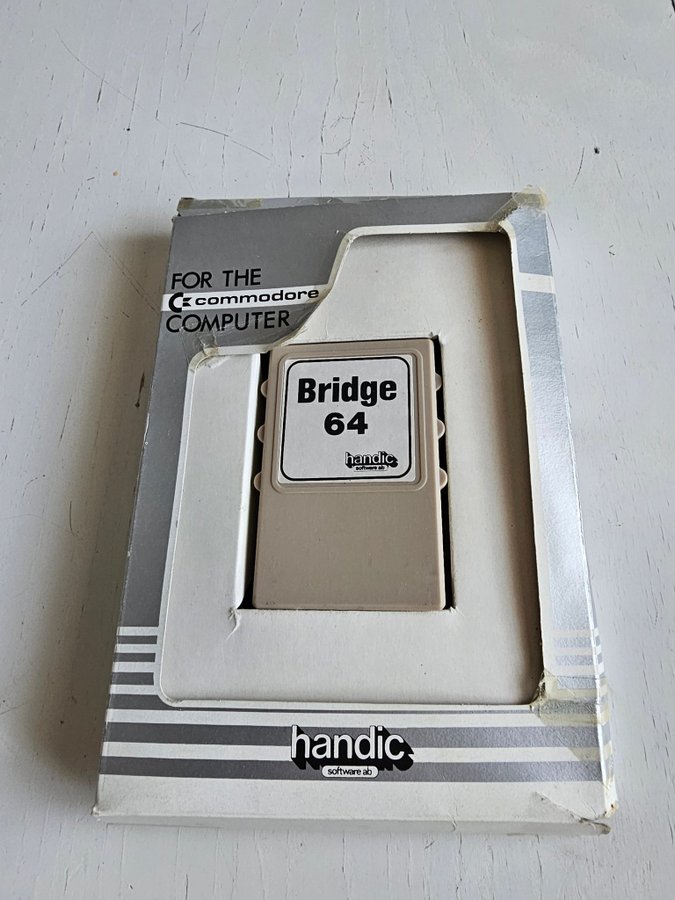 FOR THE
commodore
COMPUTER
Bridge
64
handic
software ab
handic
software ab